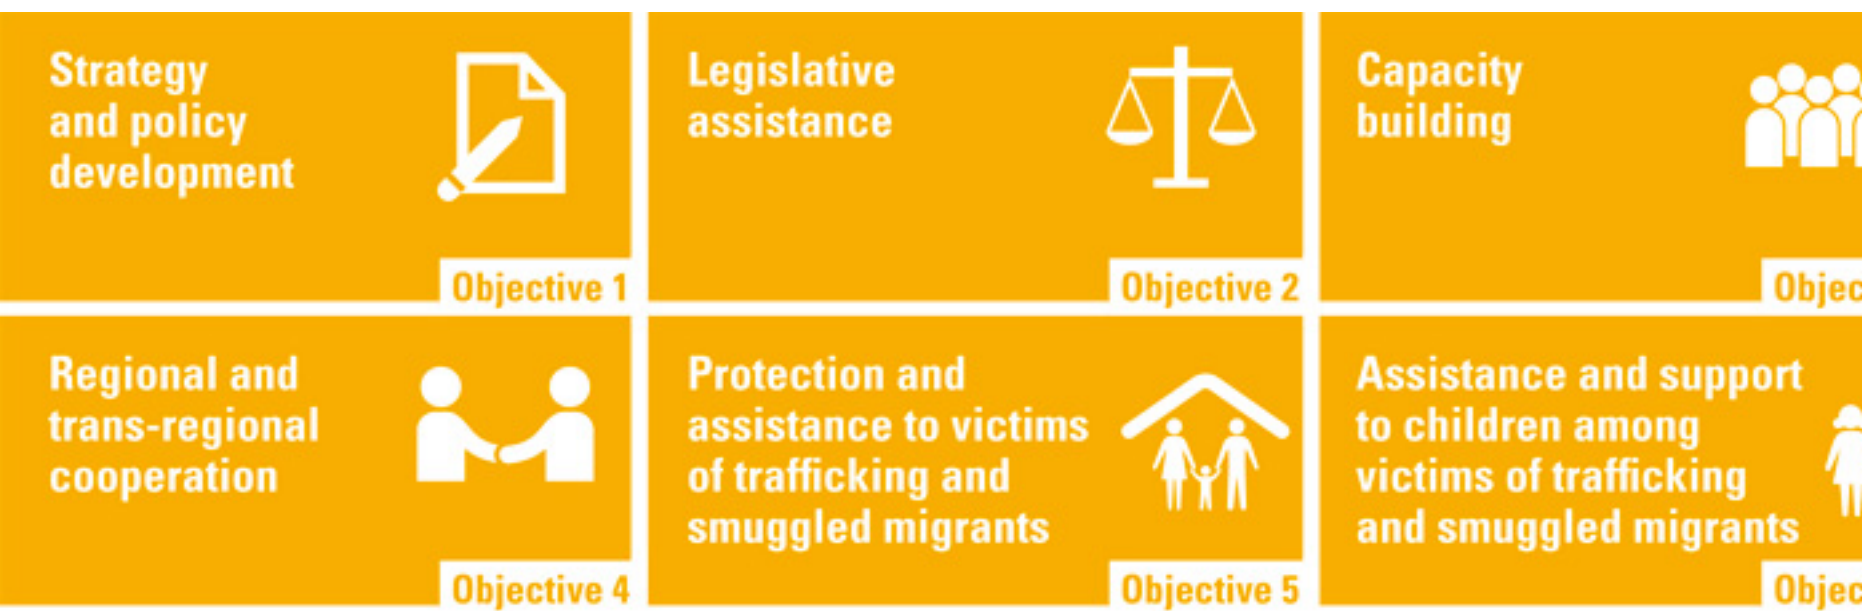 Strategy
and policy
development
Objective 1
Legislative
assistance
Objective 2
Capacity
building
Objec
Regional and
trans-regional
cooperation
Objective 4
Protection and
assistance to victims
of trafficking and
smuggled migrants
Objective 5
Assistance and support
to children among
victims of trafficking
and smuggled migrants
Objec